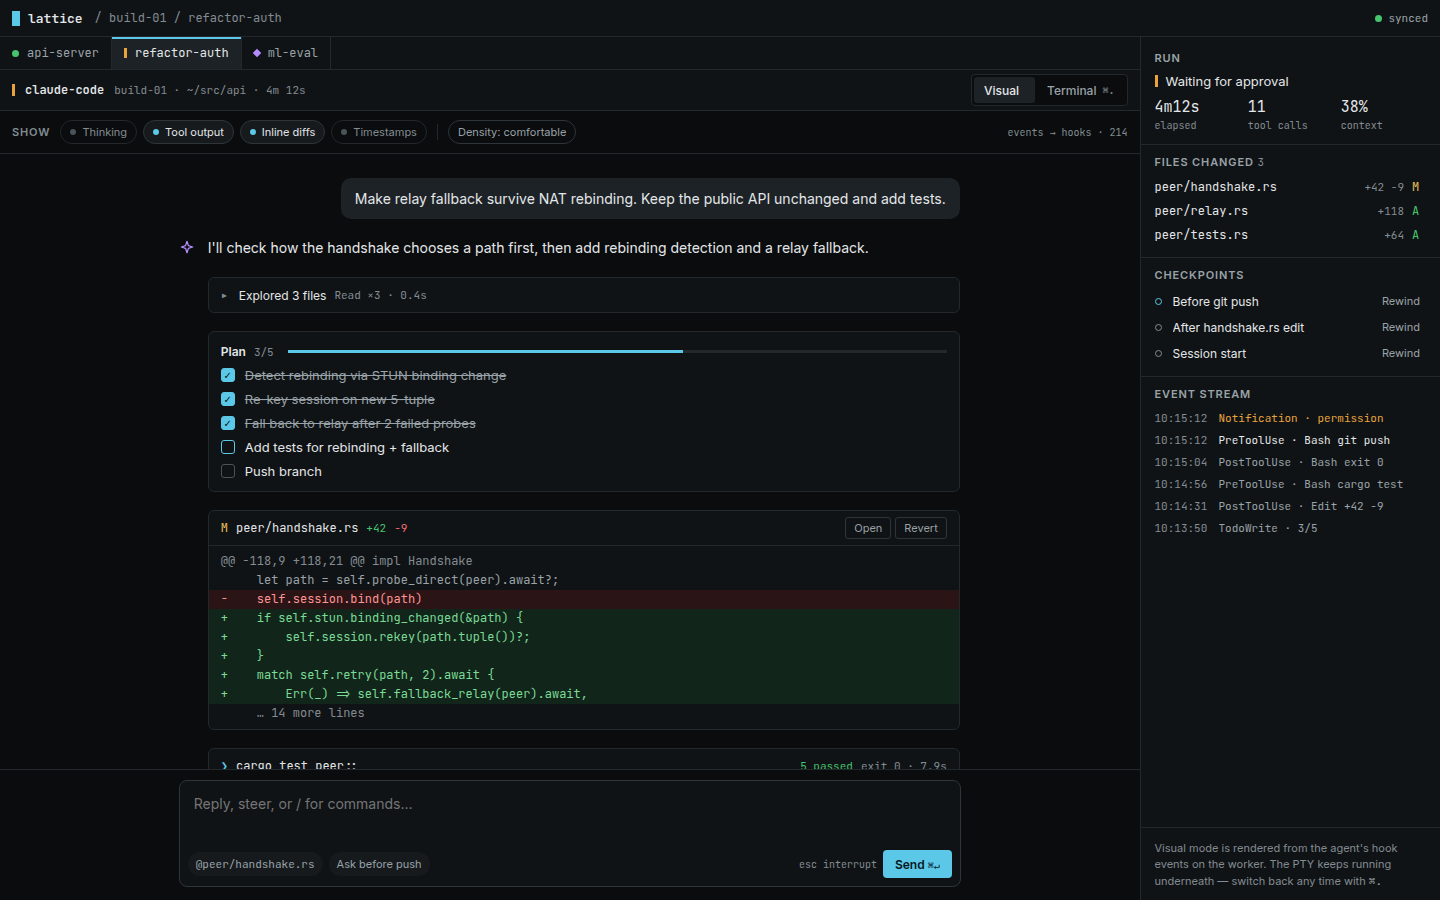 lattice / build-01 / refactor-auth
synced
api-server
refactor-auth
ml-eval
claude-code build-01 · ~/src/api · 4m 12s
Visual
Terminal ⌘.
SHOW
Thinking
Tool output
Inline diffs
Timestamps
Density: comfortable
events → hooks · 214
Make relay fallback survive NAT rebinding. Keep the public API unchanged and add tests.
I'll check how the handshake chooses a path first, then add rebinding detection and a relay fallback.
▸ Explored 3 files Read ×3 · 0.4s
Plan 3/5
✓ Detect rebinding via STUN binding change
✓ Re-key session on new 5-tuple
✓ Fall back to relay after 2 failed probes
Add tests for rebinding + fallback
Push branch
M peer/handshake.rs +42 -9
Open
Revert
@@ -118,9 +118,21 @@ impl Handshake
let path = self.probe_direct(peer).await?;
- self.session.bind(path)
+ if self.stun.binding_changed(&path) {
+ self.session.rekey(path.tuple())?;
+ }
+ match self.retry(path, 2).await {
+ Err(_) => self.fallback_relay(peer).await,
… 14 more lines
❯ cargo test peer::
5 passed exit 0 · 7.9s
Reply, steer, or / for commands...
@peer/handshake.rs
Ask before push
esc interrupt
Send ⌘↵
RUN
Waiting for approval
4m12s 11 38%
elapsed tool calls context
FILES CHANGED 3
peer/handshake.rs +42 -9 M
peer/relay.rs +118 A
peer/tests.rs +64 A
CHECKPOINTS
Before git push Rewind
After handshake.rs edit Rewind
Session start Rewind
EVENT STREAM
10:15:12 Notification · permission
10:15:12 PreToolUse · Bash git push
10:15:04 PostToolUse · Bash exit 0
10:14:56 PreToolUse · Bash cargo test
10:14:31 PostToolUse · Edit +42 -9
10:13:50 TodoWrite · 3/5
Visual mode is rendered from the agent's hook
events on the worker. The PTY keeps running
underneath — switch back any time with ⌘.